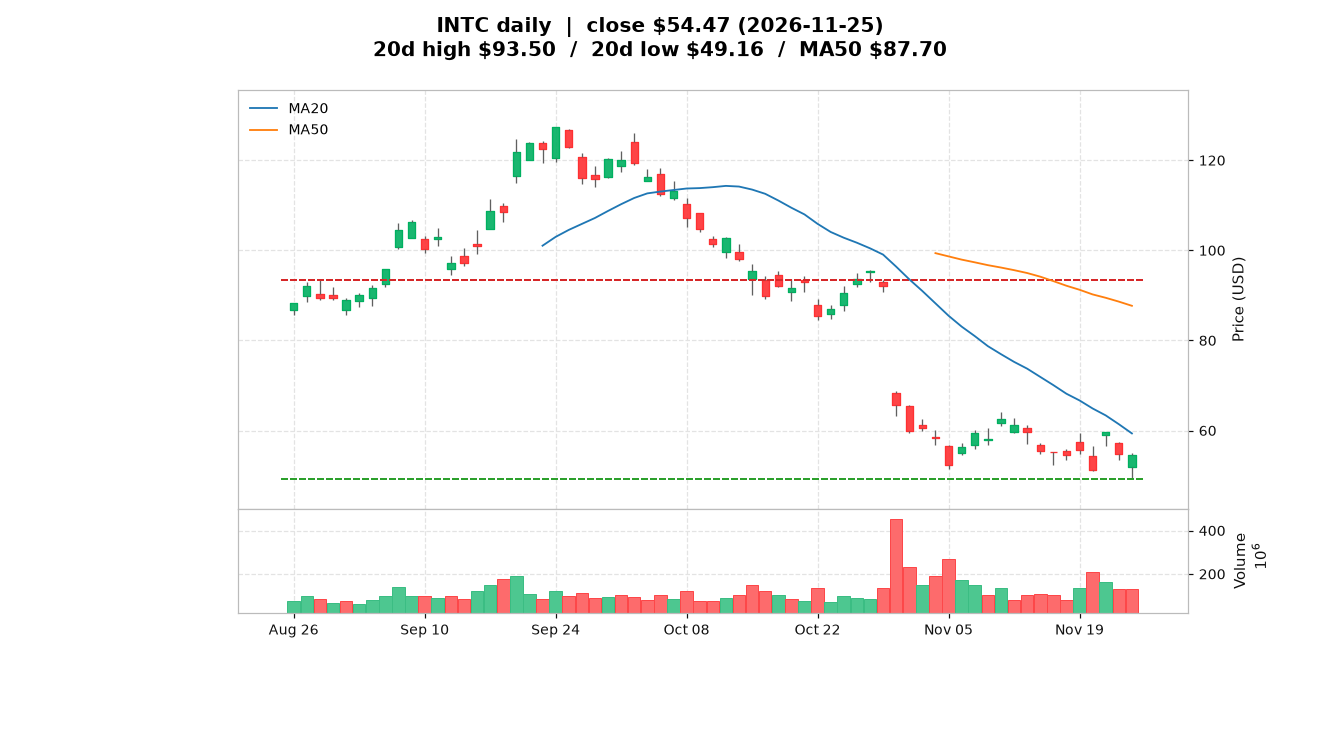 INTC daily | close $54.47 (2026-11-25)
20d high $93.50 / 20d low $49.16 / MA50 $87.70
MA20
MA50
120
100
80
60
Price (USD)
400
200
Volume
10⁶
Aug 26
Sep 10
Sep 24
Oct 08
Oct 22
Nov 05
Nov 19